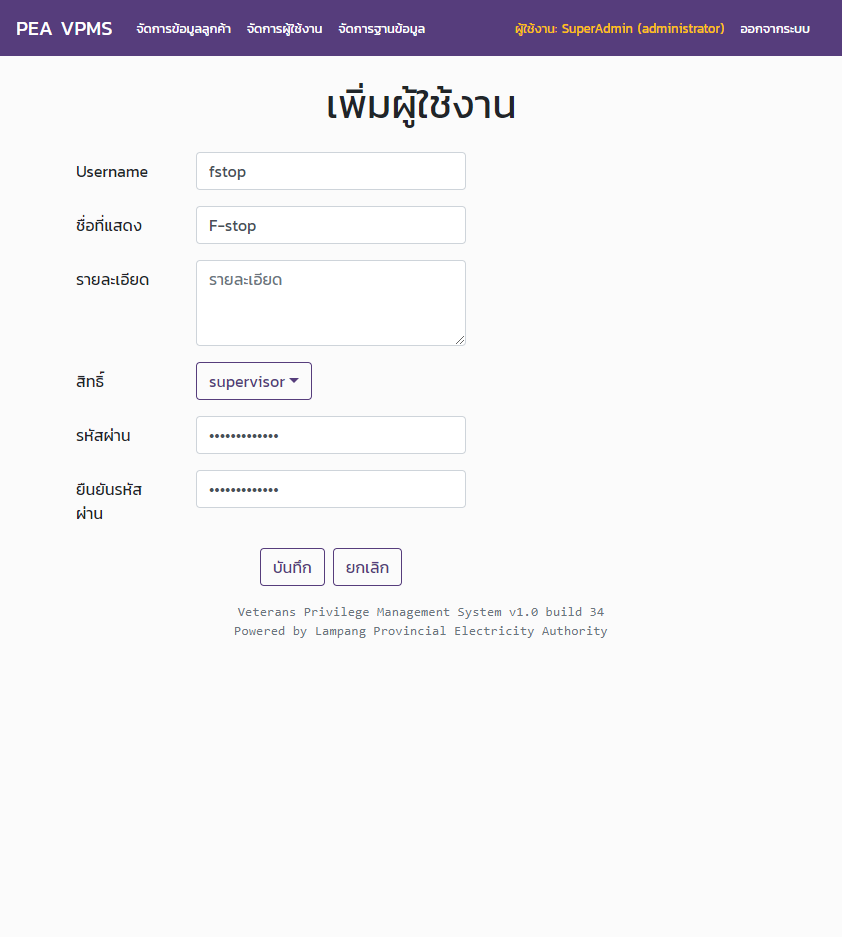 PEA VPMS จัดการข้อมูลลูกค้า จัดการผู้ใช้งาน จัดการฐานข้อมูล ผู้ใช้งาน: SuperAdmin (administrator) ออกจากระบบ
เพิ่มผู้ใช้งาน
Username fstop
ชื่อที่แสดง F-stop
รายละเอียด รายละเอียด
สิทธิ์ supervisor
รหัสผ่าน •••••••••••••
ยืนยันรหัส •••••••••••••
ผ่าน
บันทึก ยกเลิก
Veterans Privilege Management System v1.0 build 34
Powered by Lampang Provincial Electricity Authority